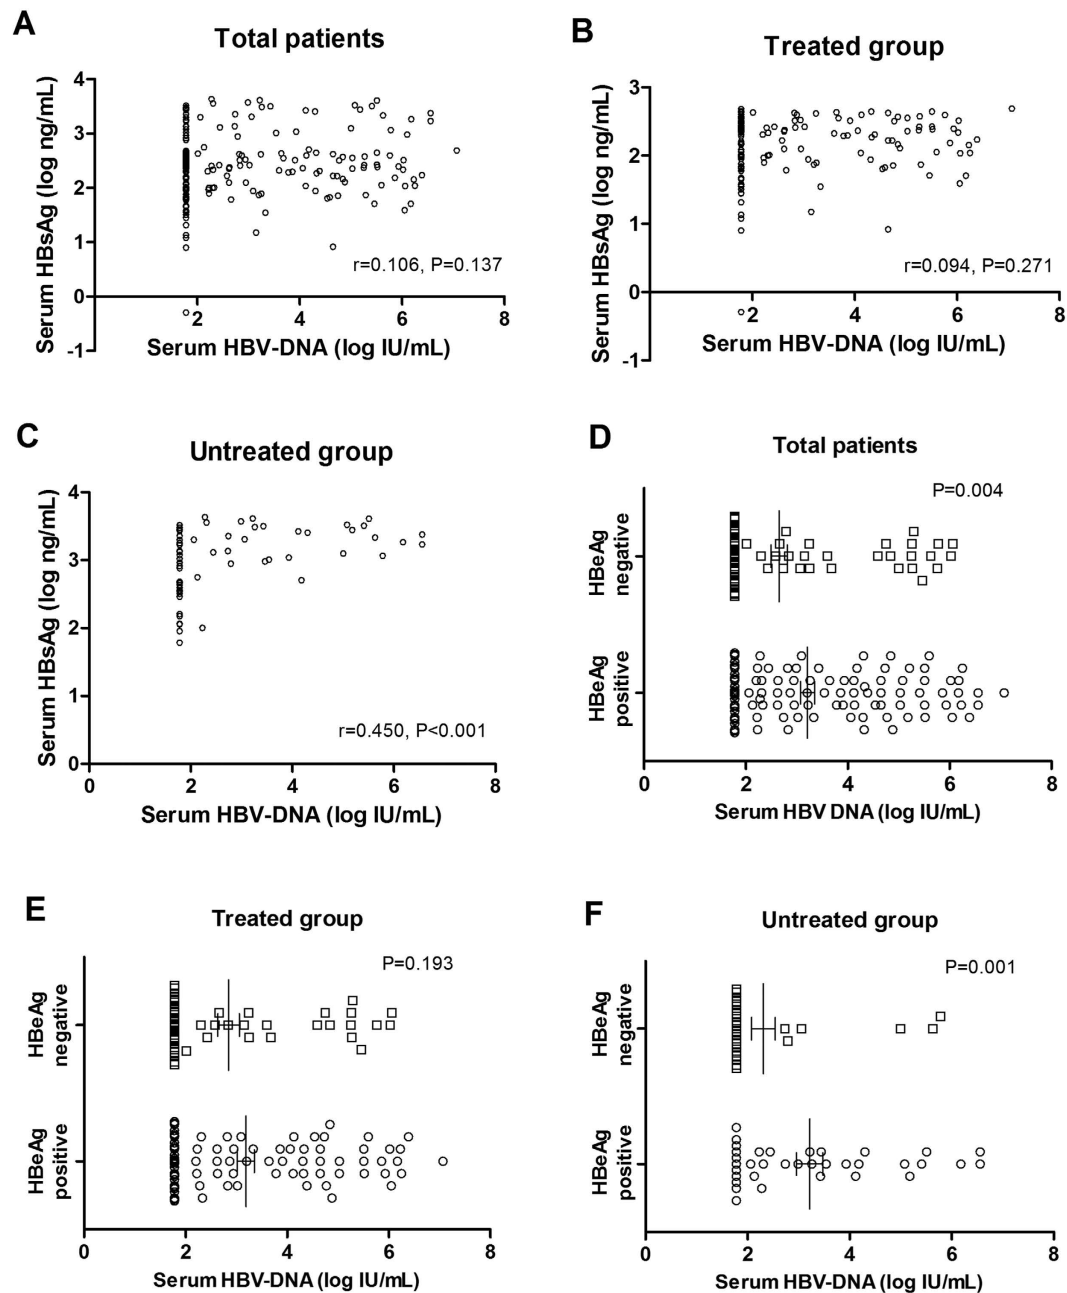 A
Total patients
Serum HBsAg (log ng/mL)
4
3
2
1
0
-1
2
4
6
8
r=0.106, P=0.137
Serum HBV-DNA (log IU/mL)
B
Treated group
Serum HBsAg (log ng/mL)
3
2
1
0
-1
2
4
6
8
r=0.094, P=0.271
Serum HBV-DNA (log IU/mL)
C
Untreated group
Serum HBsAg (log ng/mL)
4
3
2
1
0
0
2
4
6
8
r=0.450, P<0.001
Serum HBV-DNA (log IU/mL)
D
Total patients
P=0.004
HBeAg
negative
HBeAg
positive
0
2
4
6
8
Serum HBV DNA (log IU/mL)
E
Treated group
P=0.193
HBeAg
negative
HBeAg
positive
0
2
4
6
8
Serum HBV-DNA (log IU/mL)
F
Untreated group
P=0.001
HBeAg
negative
HBeAg
positive
0
2
4
6
8
Serum HBV-DNA (log IU/mL)